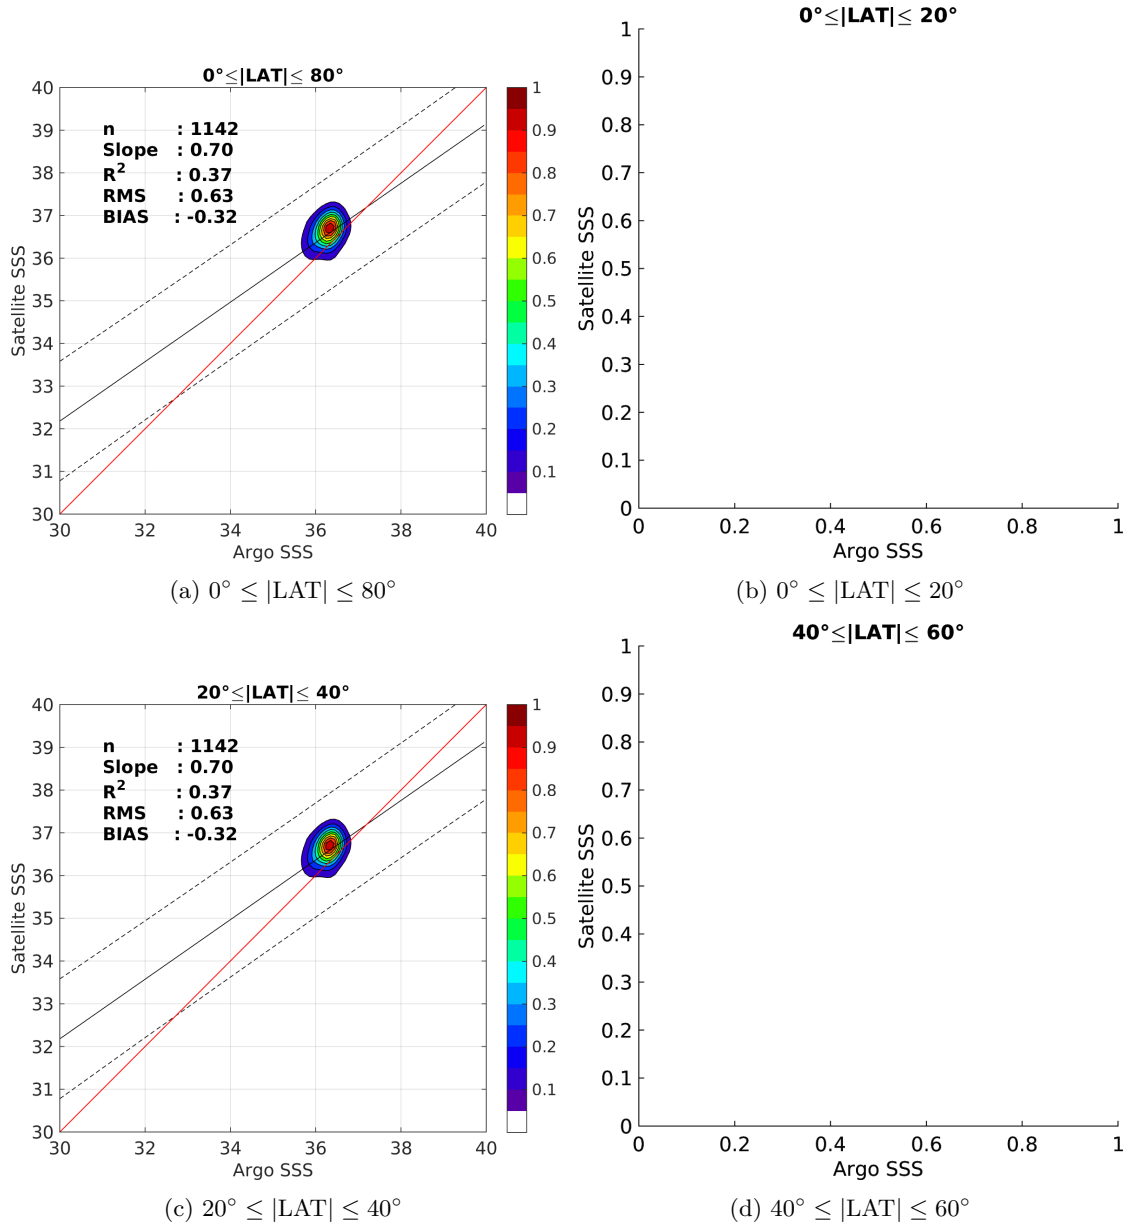 0°≤|LAT|≤ 80°
40
39
38
37
36
35
34
33
32
31
30
Satellite SSS
n : 1142
Slope : 0.70
R² : 0.37
RMS : 0.63
BIAS : -0.32
30 32 34 36 38 40
Argo SSS
1
0.9
0.8
0.7
0.6
0.5
0.4
0.3
0.2
0.1
(a) 0° ≤ |LAT| ≤ 80°
0°≤|LAT|≤ 20°
1
0.9
0.8
0.7
0.6
0.5
0.4
0.3
0.2
0.1
0
Satellite SSS
0 0.2 0.4 0.6 0.8 1
Argo SSS
(b) 0° ≤ |LAT| ≤ 20°
20°≤|LAT|≤ 40°
40
39
38
37
36
35
34
33
32
31
30
Satellite SSS
n : 1142
Slope : 0.70
R² : 0.37
RMS : 0.63
BIAS : -0.32
30 32 34 36 38 40
Argo SSS
1
0.9
0.8
0.7
0.6
0.5
0.4
0.3
0.2
0.1
(c) 20° ≤ |LAT| ≤ 40°
40°≤|LAT|≤ 60°
1
0.9
0.8
0.7
0.6
0.5
0.4
0.3
0.2
0.1
0
Satellite SSS
0 0.2 0.4 0.6 0.8 1
Argo SSS
(d) 40° ≤ |LAT| ≤ 60°